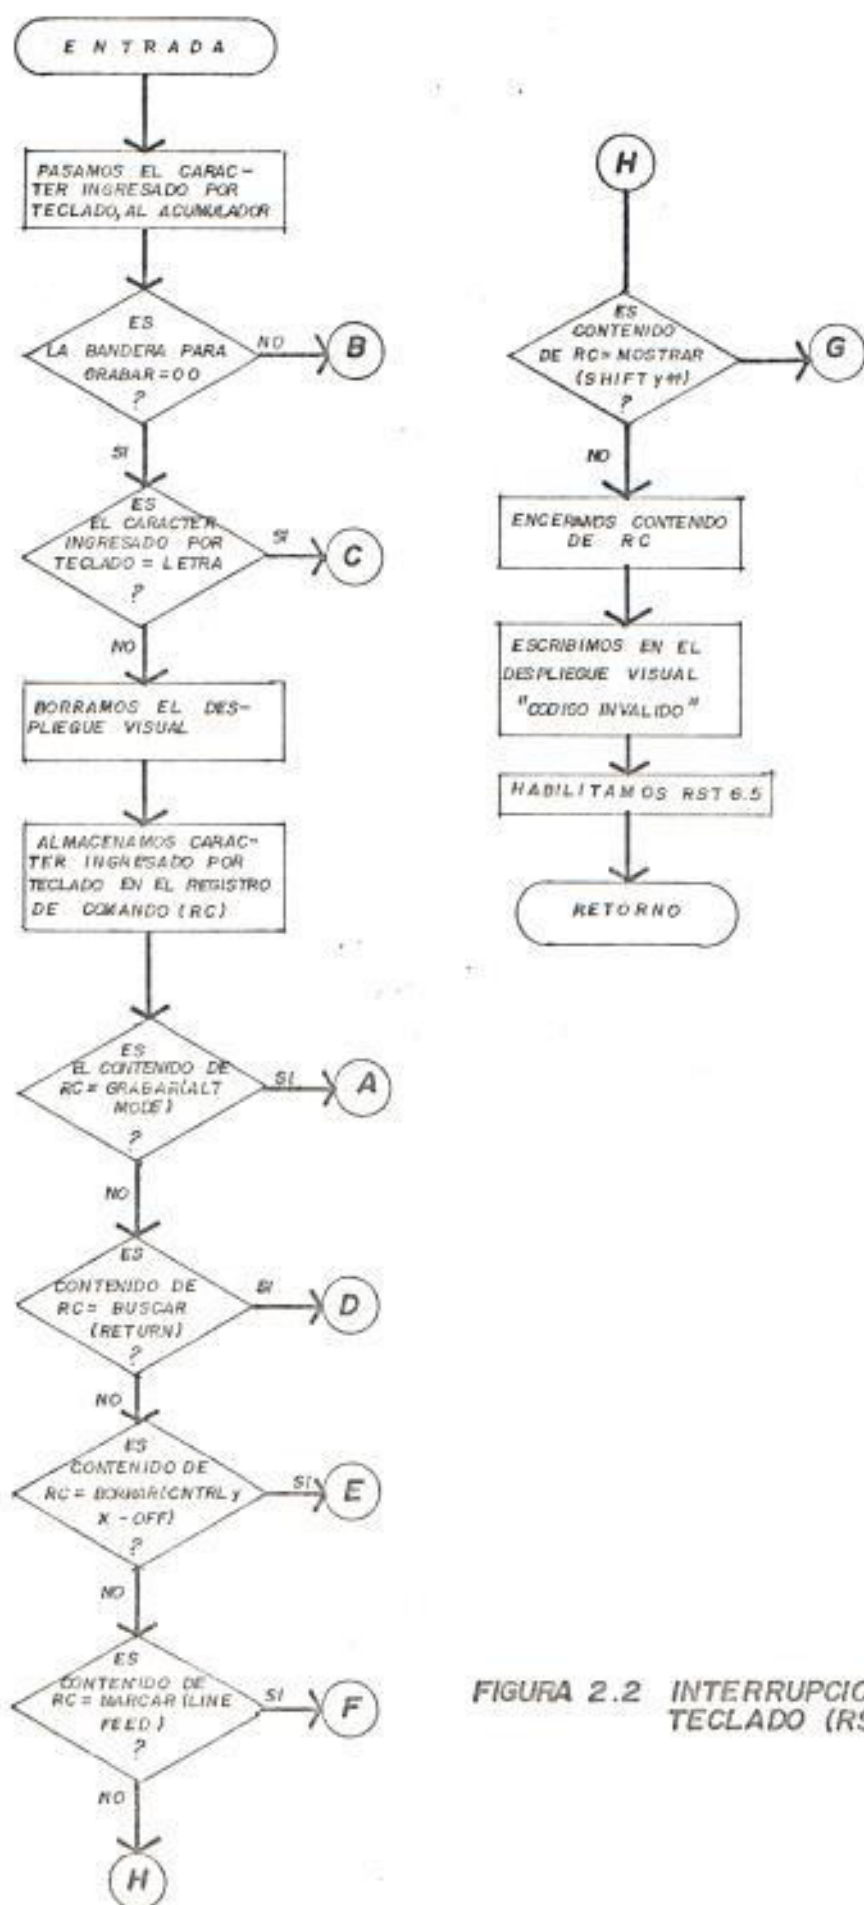 ENTRADA
PASAMOS EL CARAC-
TER INGRESADO POR
TECLADO, AL ACUMULADOR
ES
LA BANDERA PARA
GRABAR=00
?
NO
B
SI
ES
EL CARACTER
INGRESADO POR
TECLADO = LETRA
?
SI
C
NO
BORRAMOS EL DES-
PLIEGUE VISUAL
ALMACENAMOS CARAC-
TER INGRESADO POR
TECLADO EN EL REGISTRO
DE COMANDO (RC)
ES
EL CONTENIDO DE
RC= GRABAR(ALT
MODE)
?
SI
A
NO
ES
CONTENIDO DE
RC= BUSCAR
(RETURN)
?
SI
D
NO
ES
CONTENIDO DE
RC= BORRAR(CNTRL y
X-OFF)
?
SI
E
NO
ES
CONTENIDO DE
RC= MARCAR (LINE
FEED)
?
SI
F
NO
H
H
ES
CONTENIDO
DE RC= MOSTRAR
(SHIFT y
?
G
NO
ENCERAMOS CONTENIDO
DE RC
ESCRIBIMOS EN EL
DESPLIEGUE VISUAL
"CODIGO INVALIDO"
HABILITAMOS RST 6.5
RETORNO
FIGURA 2.2 INTERRUPCIO
TECLADO (RS